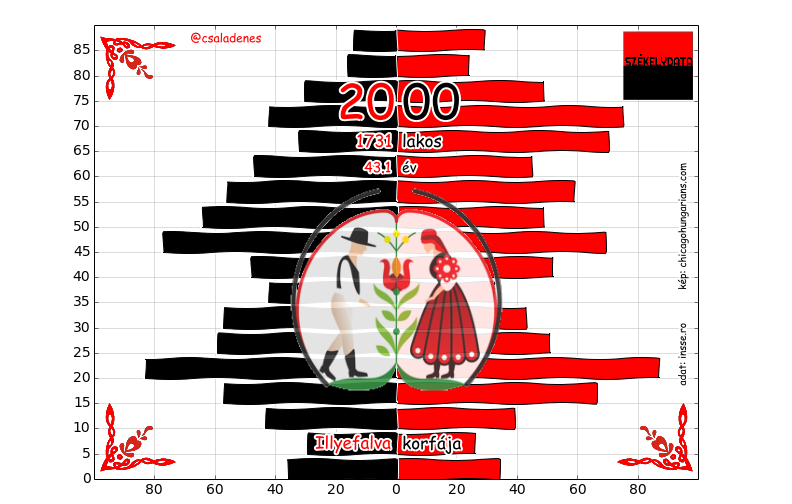 @csaladenes
SZÉKELYDATA
2000
1731 lakos
43.1 év
kép: chicagohungarians.com
adat: insse.ro
Illyefalva korfája
85
80
75
70
65
60
55
50
45
40
35
30
25
20
15
10
5
0
80 60 40 20 0 20 40 60 80